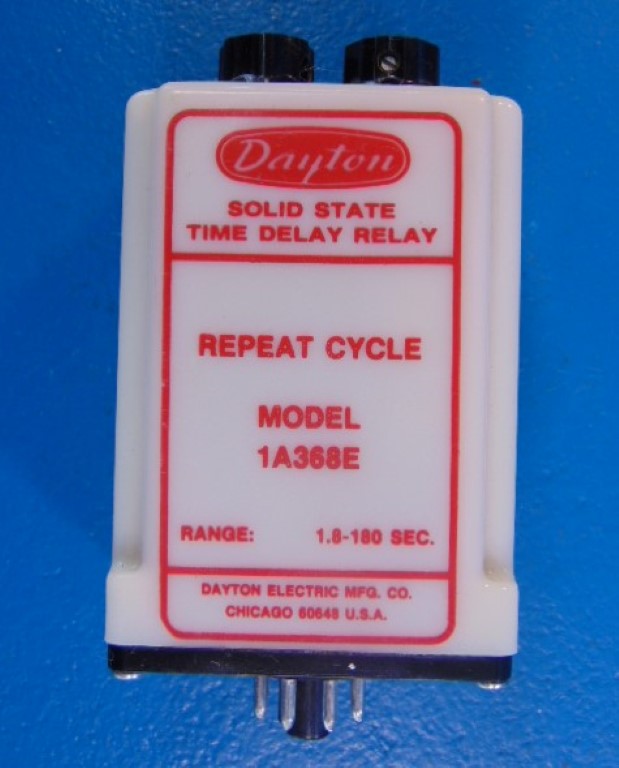 Dayton
SOLID STATE
TIME DELAY RELAY
REPEAT CYCLE
MODEL
1A368E
RANGE: 1.8-180 SEC.
DAYTON ELECTRIC MFG. CO.
CHICAGO 60648 U.S.A.